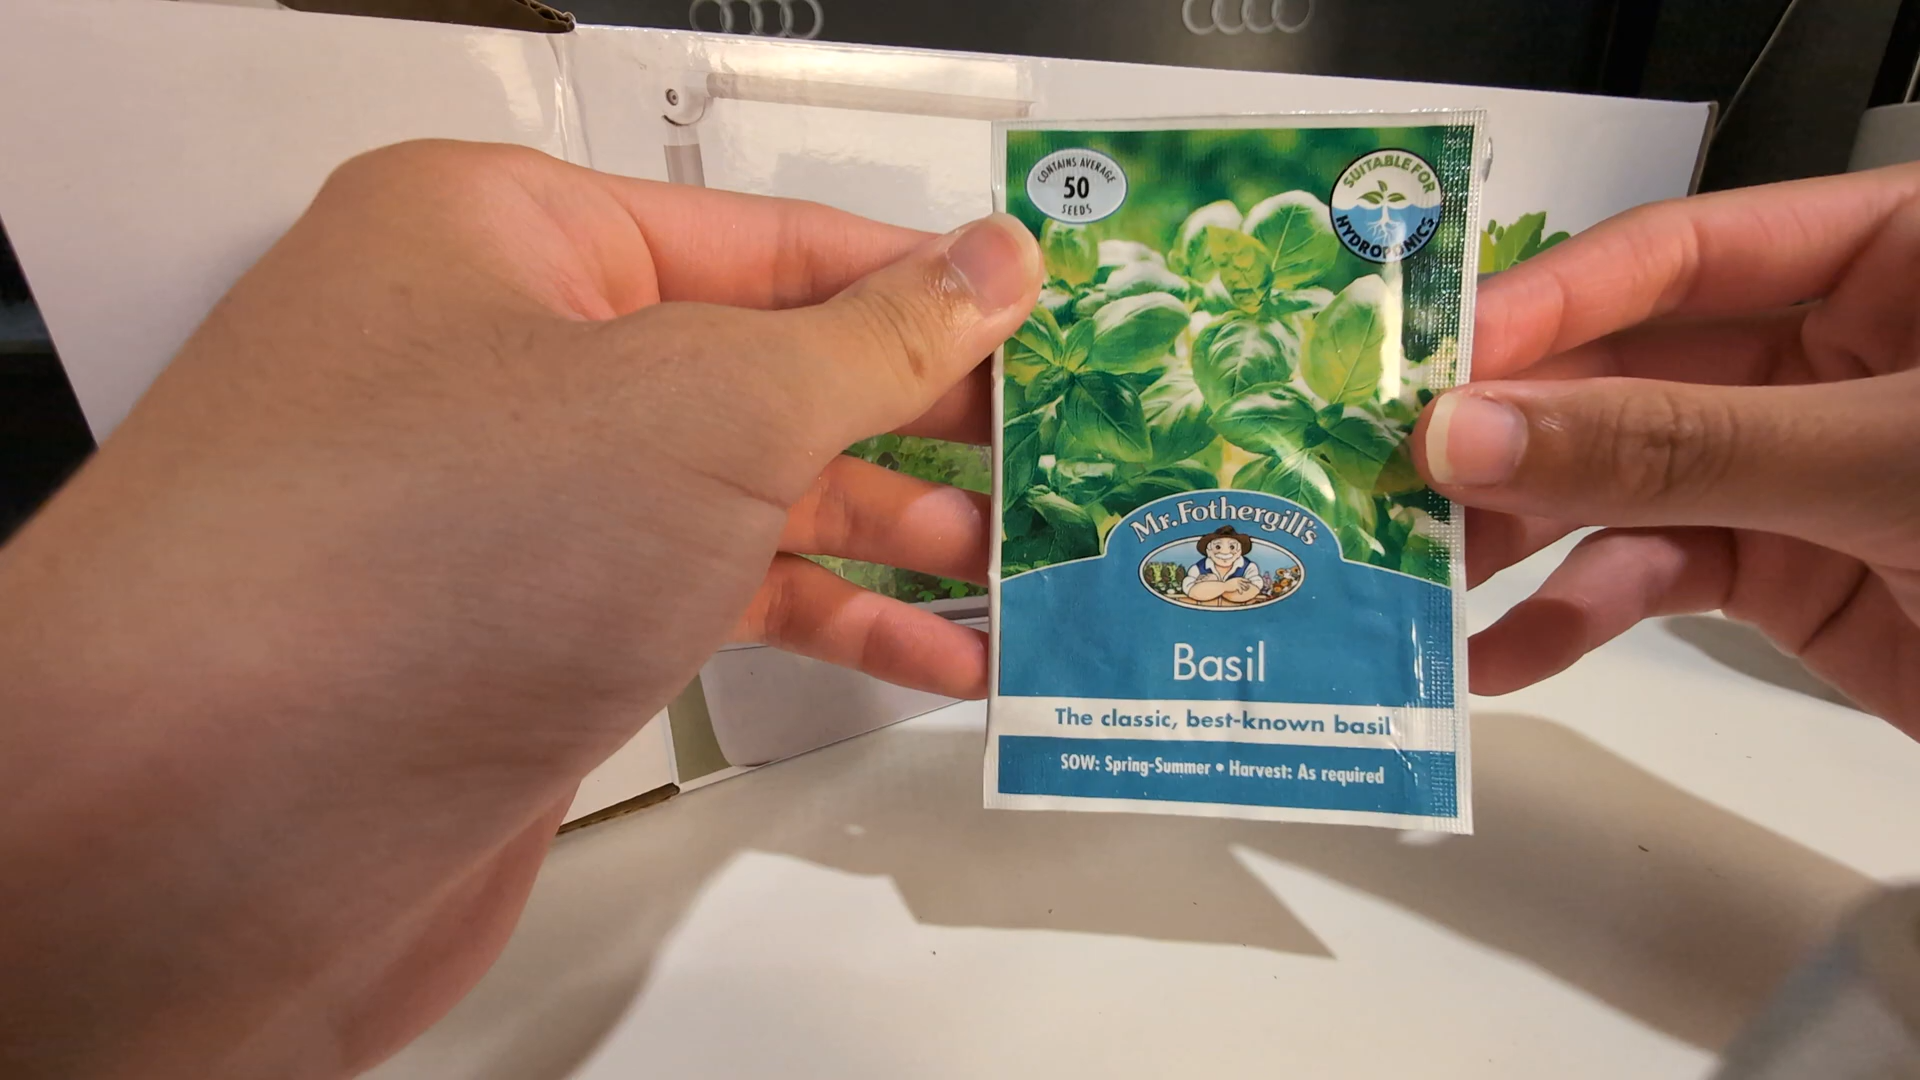 CONTAINS AVERAGE
50
SEEDS
SUITABLE FOR
HYDROPONICS
Mr. Fothergill's
Basil
The classic, best-known basil
SOW: Spring-Summer • Harvest: As required